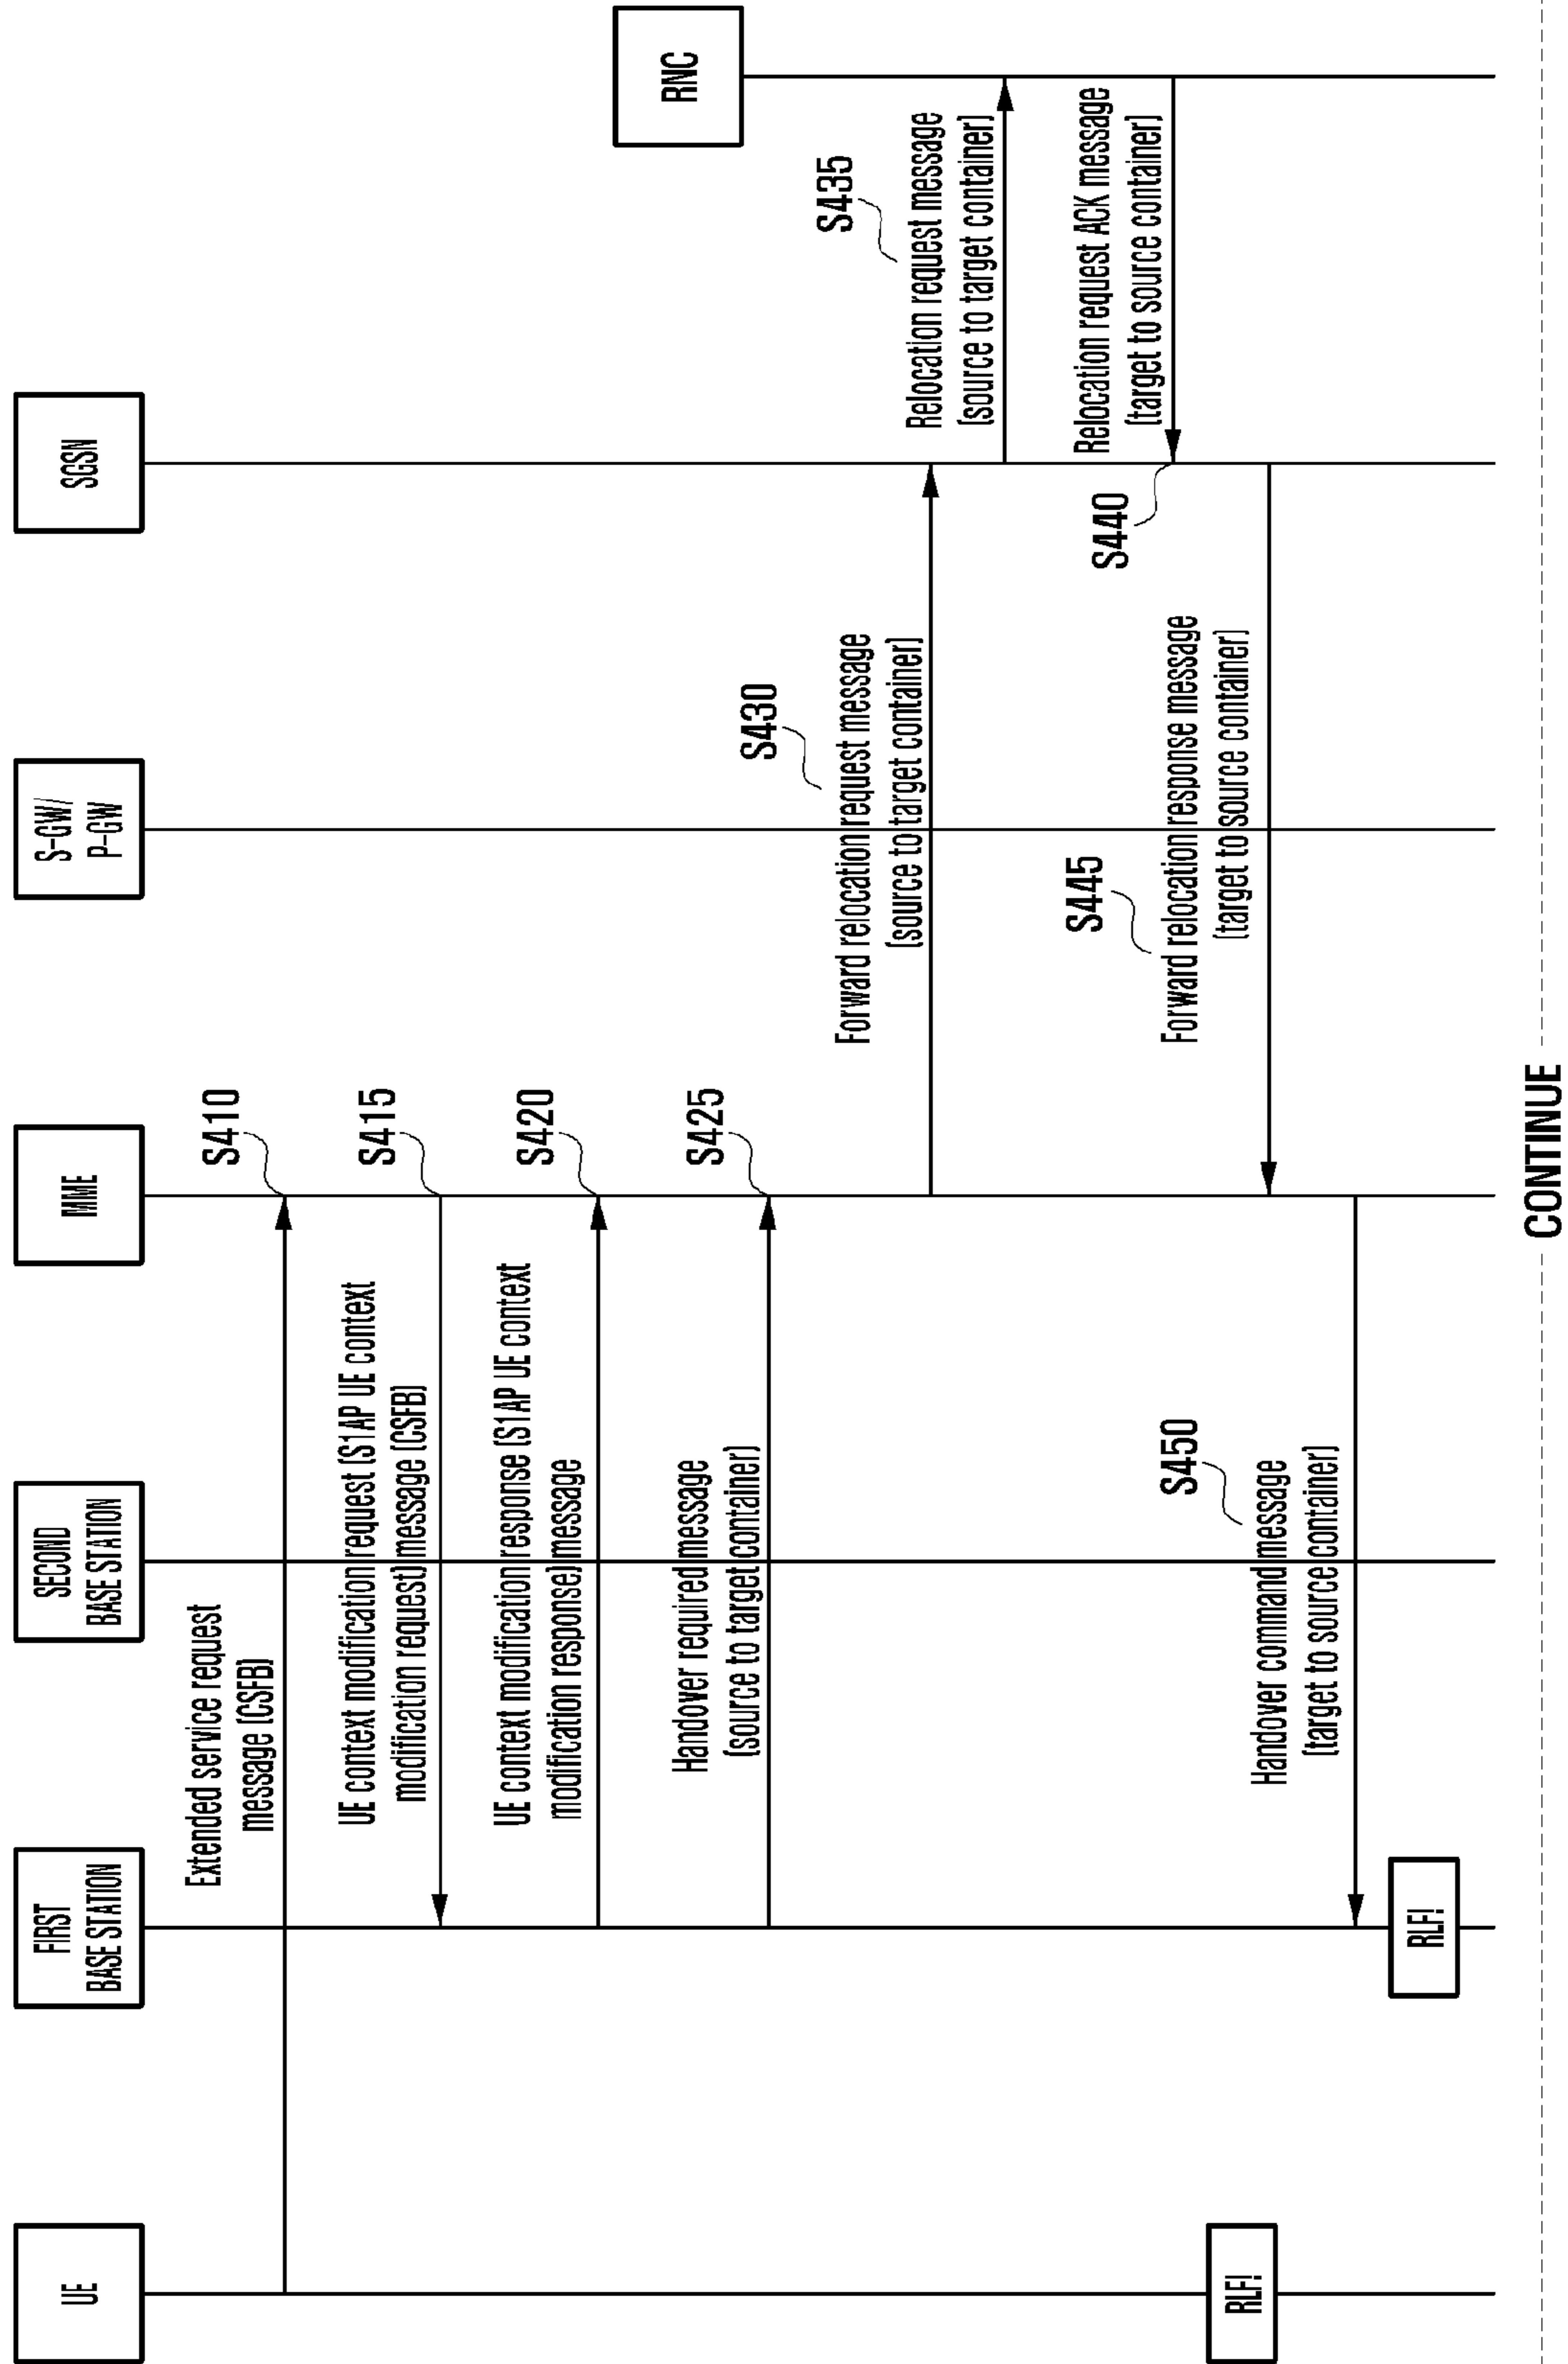 UE
FIRST
BASE STATION
SECOND
BASE STATION
MME
S-GW/
P-GW
SGSN
RNC
Extended service request
message (CSFB)
S410
UE context modification request (S1AP UE context
modification request) message (CSFB)
S415
UE context modification response (S1AP UE context
modification response) message
S420
Handover required message
(source to target container)
S425
S430
Forward relocation request message
(source to target container)
S435
Relocation request message
(source to target container)
Relocation request ACK message
(target to source container)
S440
S445
Forward relocation response message
(target to source container)
S450
Handover command message
(target to source container)
RLF!
RLF!
CONTINUE